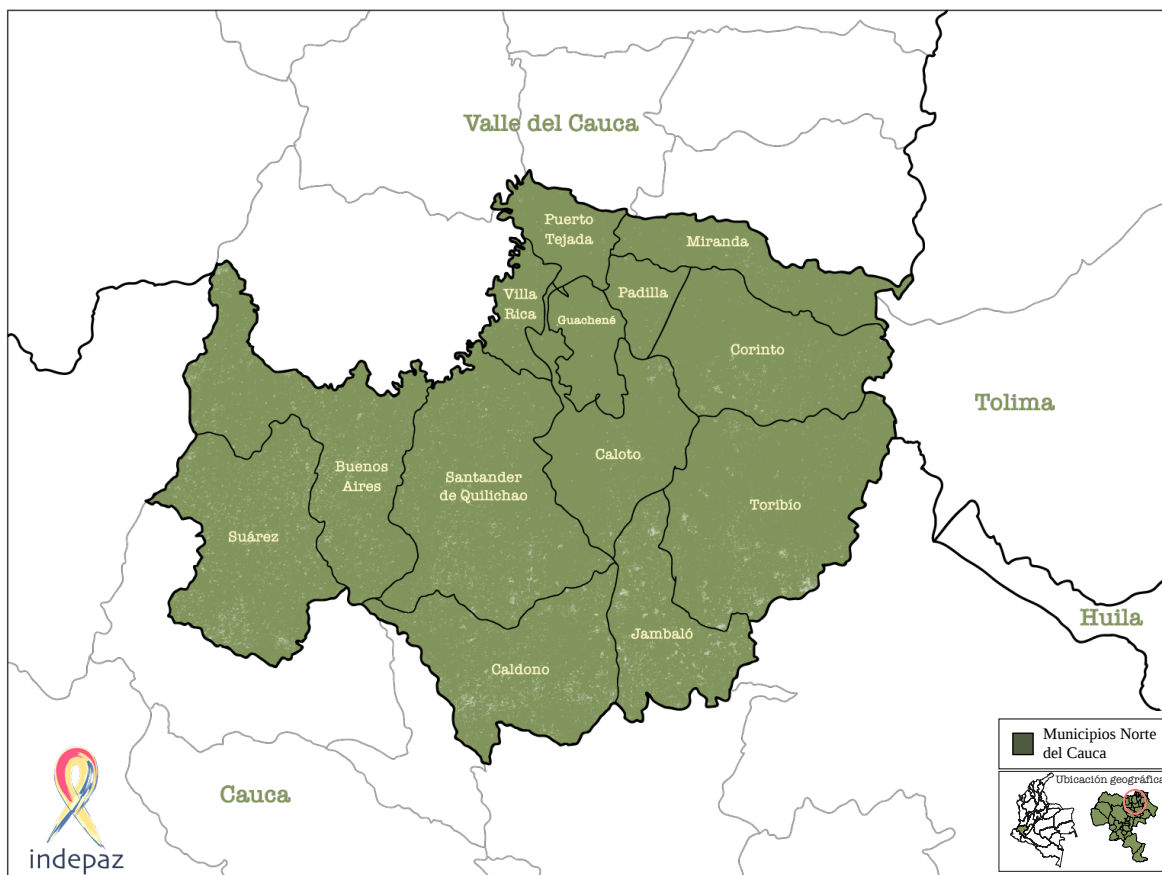 Valle del Cauca
Puerto
Tejada
Miranda
Villa
Rica
Padilla
Guachené
Corinto
Tolima
Caloto
Buenos
Aires
Santander
de Quilichao
Toribío
Suárez
Huila
Jambaló
Caldono
Cauca
Municipios Norte
del Cauca
Ubicación geográfica
indepaz